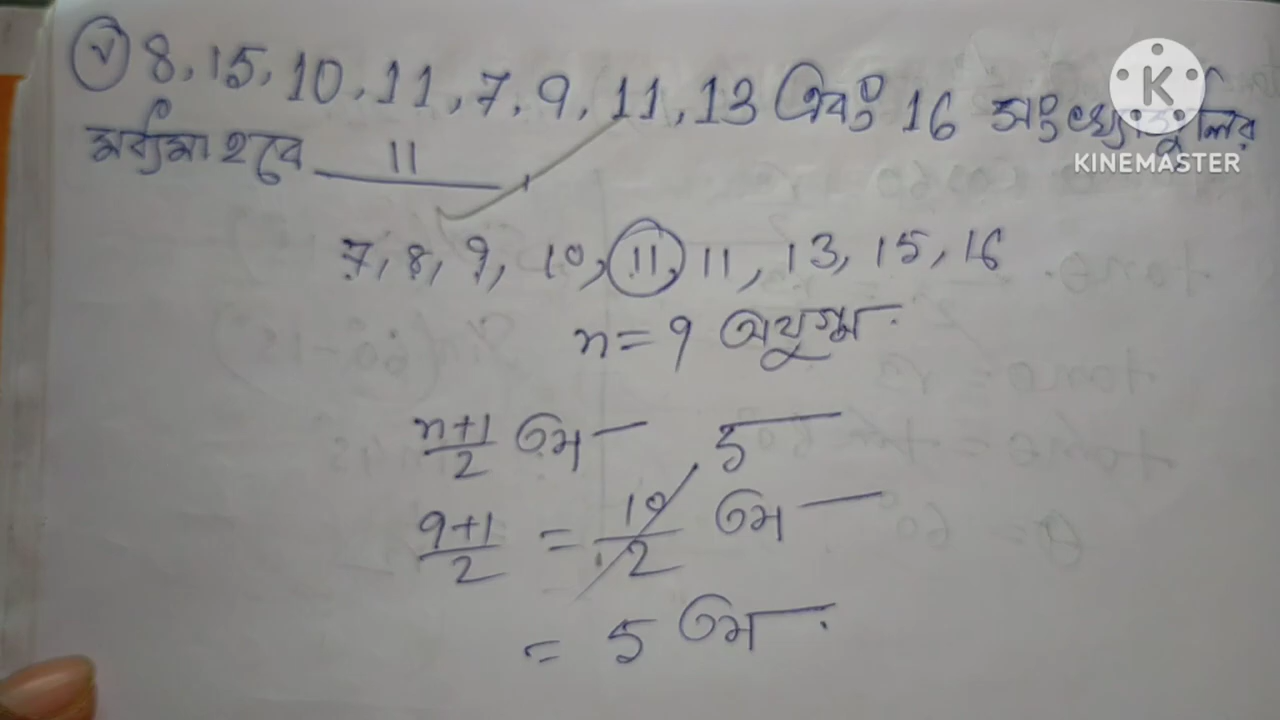 (v) 8, 15, 10, 11, 7, 9, 11, 13 এবং 16 সংখ্যাগুলির
মধ্যমা হবে 11 .
7, 8, 9, 10, 11, 11, 13, 15, 16
n = 9 অযুগ্ম
n+1/2 তম 5
9+1/2 = 10/2 তম
= 5 তম
K
KINEMASTER